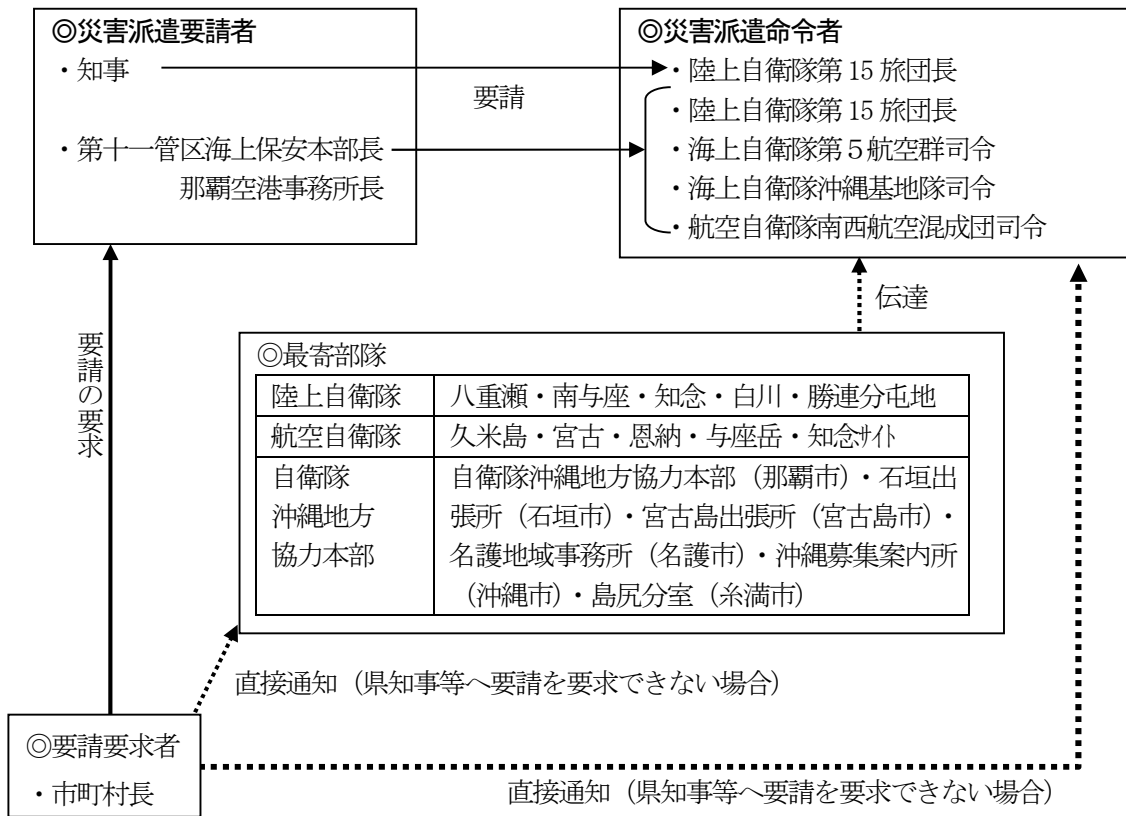 ◎災害派遣要請者
・知事
・第十一管区海上保安本部長
那覇空港事務所長
要請
◎災害派遣命令者
・陸上自衛隊第15旅団長
・陸上自衛隊第15旅団長
・海上自衛隊第５航空群司令
・海上自衛隊沖縄基地隊司令
・航空自衛隊南西航空混成団司令
伝達
要請の要求
◎最寄部隊
陸上自衛隊 八重瀬・南与座・知念・白川・勝連分屯地
航空自衛隊 久米島・宮古・恩納・与座岳・知念ｻｲﾄ
自衛隊
沖縄地方
協力本部
自衛隊沖縄地方協力本部（那覇市）・石垣出
張所（石垣市）・宮古島出張所（宮古島市）・
名護地域事務所（名護市）・沖縄募集案内所
（沖縄市）・島尻分室（糸満市）
直接通知（県知事等へ要請を要求できない場合）
◎要請要求者
・市町村長
直接通知（県知事等へ要請を要求できない場合）